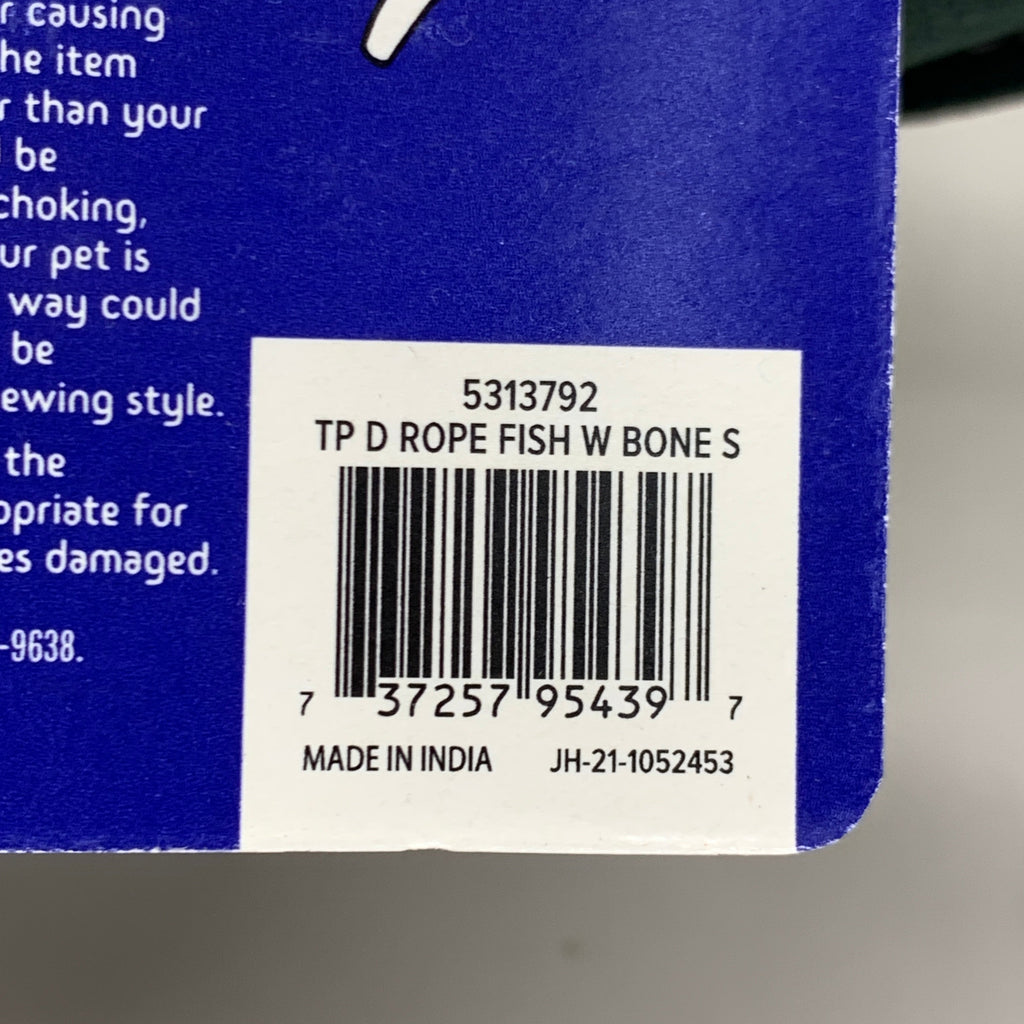 r causing
he item
r than your
be
choking,
ur pet is
way could
be
ewing style.
the
opriate for
es damaged.
-9638.
5313792
TP D ROPE FISH W BONE S
7 37257 95439 7
MADE IN INDIA JH-21-1052453